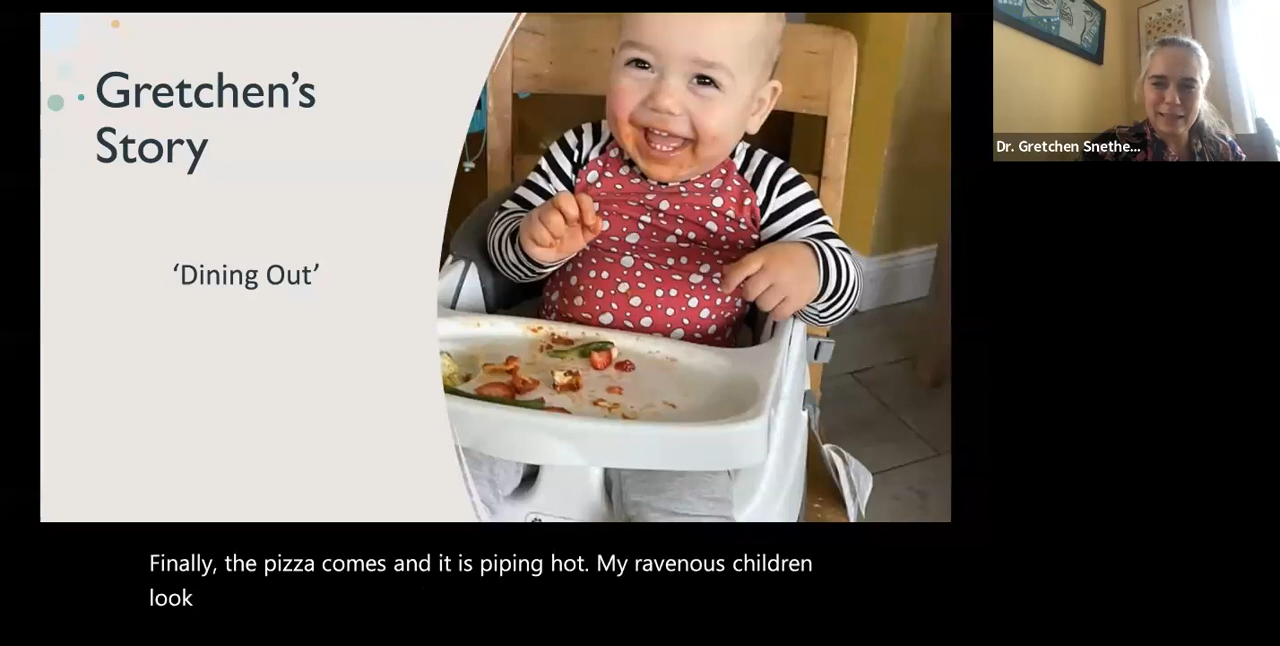 Gretchen’s
Story
‘Dining Out’
Dr. Gretchen Snethe...
Finally, the pizza comes and it is piping hot. My ravenous children
look